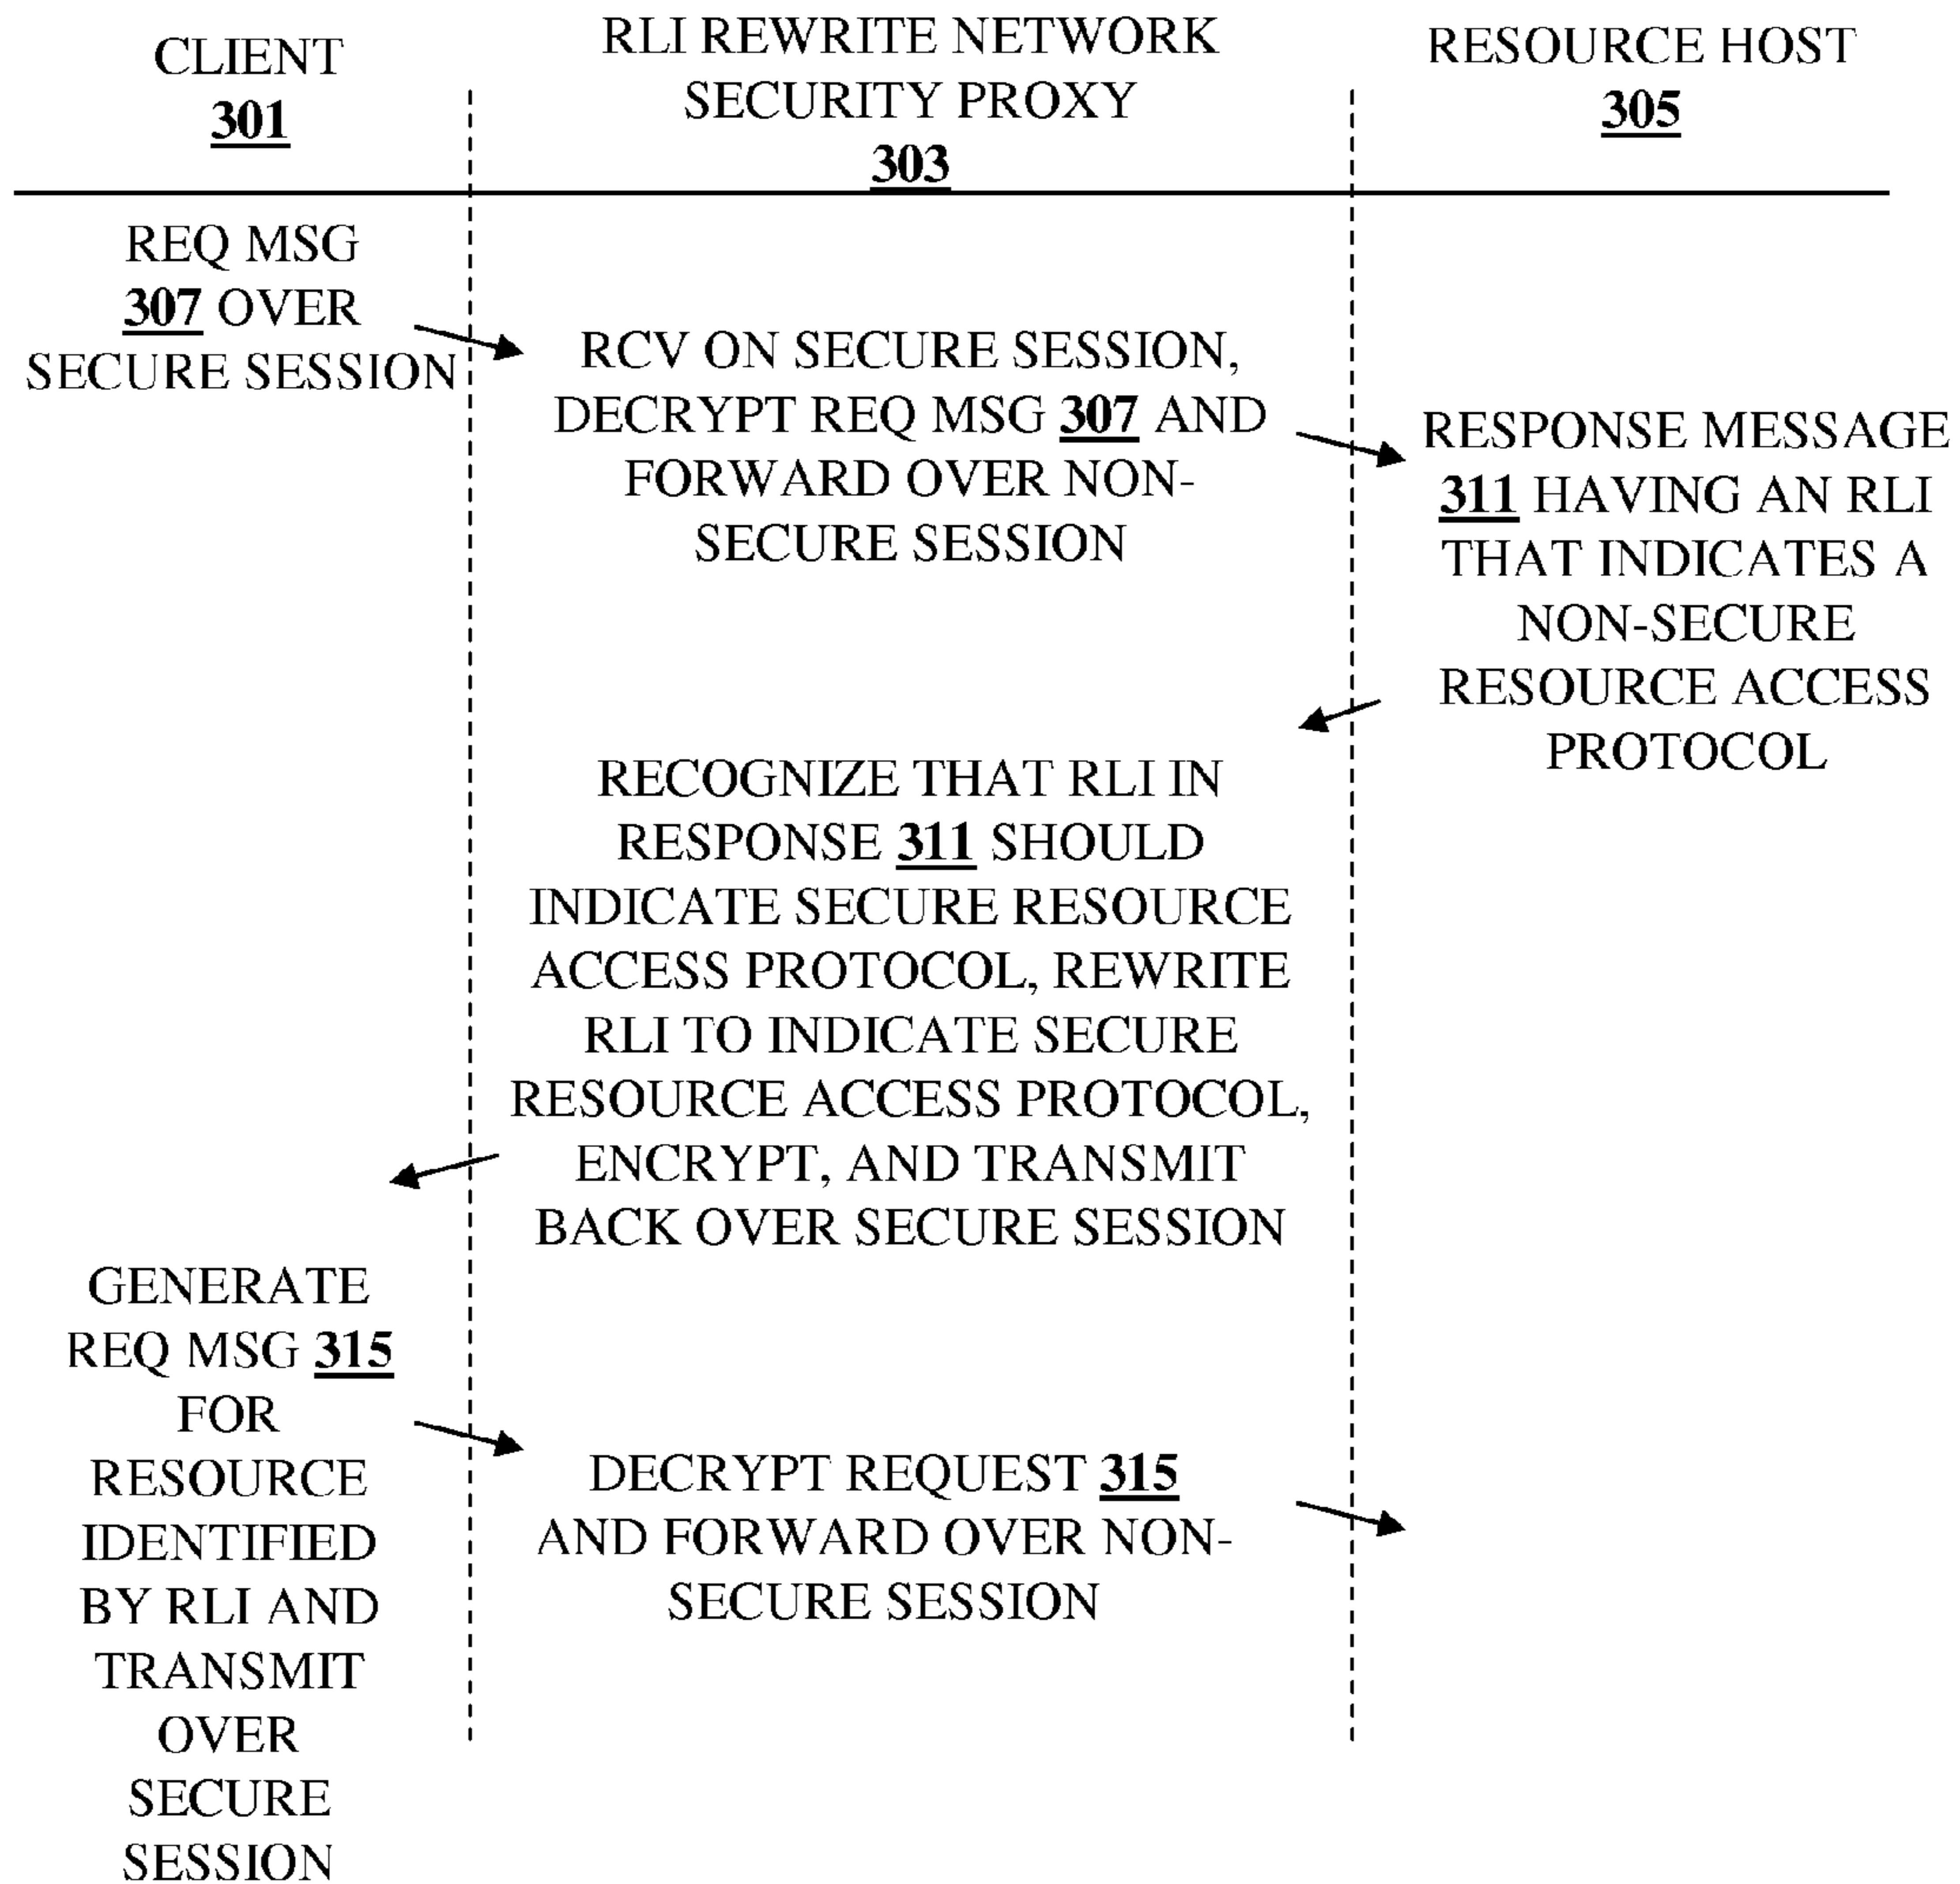 CLIENT
301
RLI REWRITE NETWORK
SECURITY PROXY
303
RESOURCE HOST
305
REQ MSG
307 OVER
SECURE SESSION
RCV ON SECURE SESSION,
DECRYPT REQ MSG 307 AND
FORWARD OVER NON-
SECURE SESSION
RESPONSE MESSAGE
311 HAVING AN RLI
THAT INDICATES A
NON-SECURE
RESOURCE ACCESS
PROTOCOL
RECOGNIZE THAT RLI IN
RESPONSE 311 SHOULD
INDICATE SECURE RESOURCE
ACCESS PROTOCOL, REWRITE
RLI TO INDICATE SECURE
RESOURCE ACCESS PROTOCOL,
ENCRYPT, AND TRANSMIT
BACK OVER SECURE SESSION
GENERATE
REQ MSG 315
FOR
RESOURCE
IDENTIFIED
BY RLI AND
TRANSMIT
OVER
SECURE
SESSION
DECRYPT REQUEST 315
AND FORWARD OVER NON-
SECURE SESSION